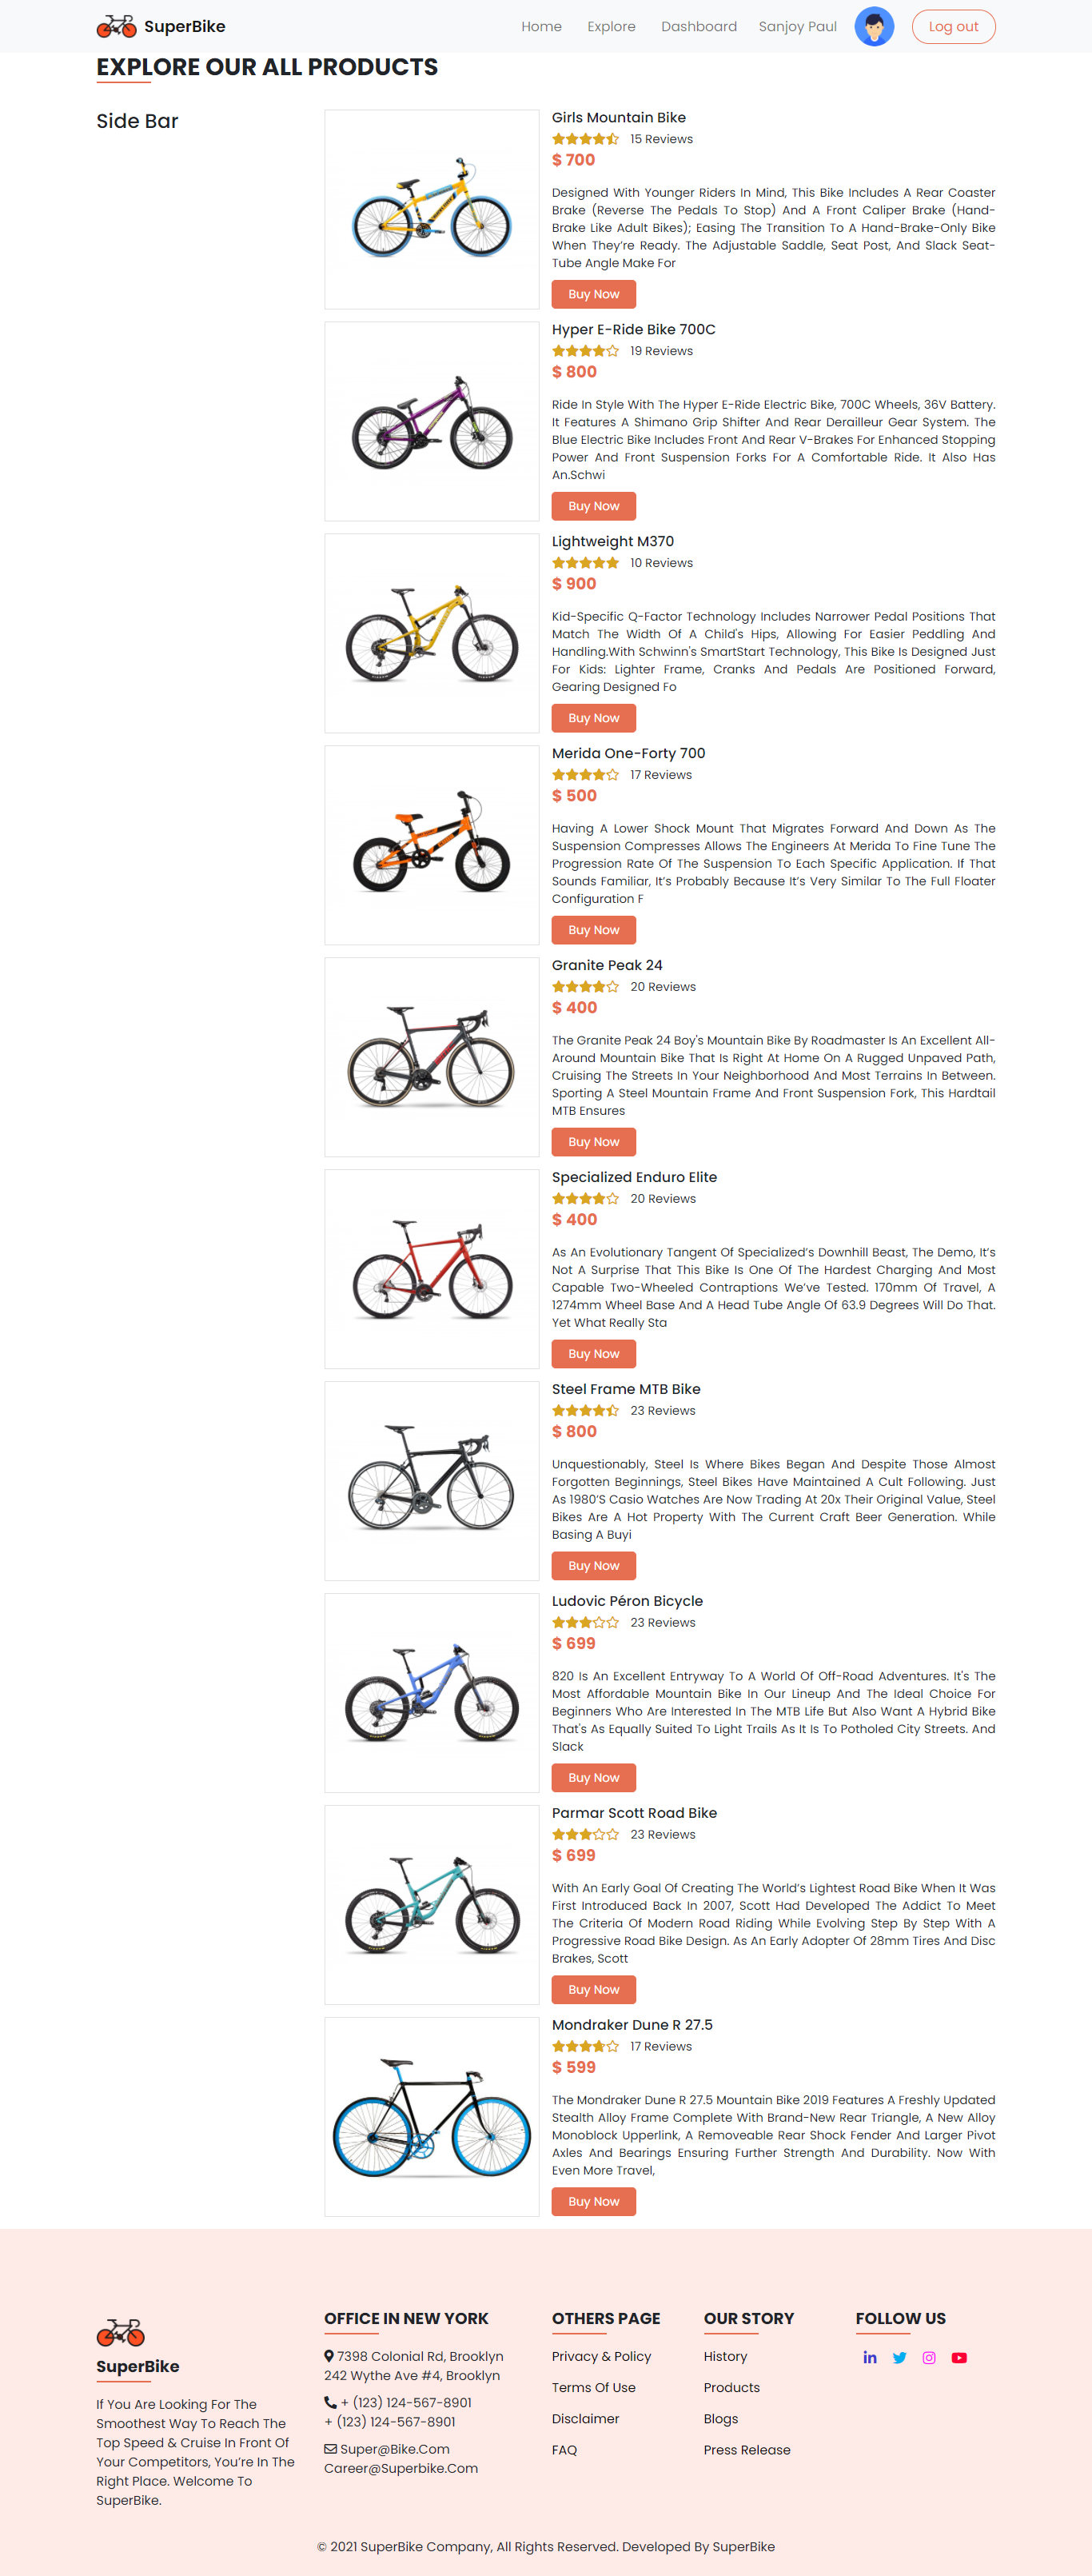 SuperBike
Home
Explore
Dashboard
Sanjoy Paul
Log out
EXPLORE OUR ALL PRODUCTS
Side Bar
Girls Mountain Bike
15 Reviews
$ 700
Designed With Younger Riders In Mind, This Bike Includes A Rear Coaster
Brake (Reverse The Pedals To Stop) And A Front Caliper Brake (Hand-
Brake Like Adult Bikes); Easing The Transition To A Hand-Brake-Only Bike
When They're Ready. The Adjustable Saddle, Seat Post, And Slack Seat-
Tube Angle Make For
Buy Now
Hyper E-Ride Bike 700C
19 Reviews
$ 800
Ride In Style With The Hyper E-Ride Electric Bike, 700C Wheels, 36V Battery.
It Features A Shimano Grip Shifter And Rear Derailleur Gear System. The
Blue Electric Bike Includes Front And Rear V-Brakes For Enhanced Stopping
Power And Front Suspension Forks For A Comfortable Ride. It Also Has
An.Schwi
Buy Now
Lightweight M370
10 Reviews
$ 900
Kid-Specific Q-Factor Technology Includes Narrower Pedal Positions That
Match The Width Of A Child's Hips, Allowing For Easier Peddling And
Handling.With Schwinn's SmartStart Technology, This Bike Is Designed Just
For Kids: Lighter Frame, Cranks And Pedals Are Positioned Forward,
Gearing Designed Fo
Buy Now
Merida One-Forty 700
17 Reviews
$ 500
Having A Lower Shock Mount That Migrates Forward And Down As The
Suspension Compresses Allows The Engineers At Merida To Fine Tune The
Progression Rate Of The Suspension To Each Specific Application. If That
Sounds Familiar, It's Probably Because It's Very Similar To The Full Floater
Configuration F
Buy Now
Granite Peak 24
20 Reviews
$ 400
The Granite Peak 24 Boy's Mountain Bike By Roadmaster Is An Excellent All-
Around Mountain Bike That Is Right At Home On A Rugged Unpaved Path,
Cruising The Streets In Your Neighborhood And Most Terrains In Between.
Sporting A Steel Mountain Frame And Front Suspension Fork, This Hardtail
MTB Ensures
Buy Now
Specialized Enduro Elite
20 Reviews
$ 400
As An Evolutionary Tangent Of Specialized's Downhill Beast, The Demo, It's
Not A Surprise That This Bike Is One Of The Hardest Charging And Most
Capable Two-Wheeled Contraptions We've Tested. 170mm Of Travel, A
1274mm Wheel Base And A Head Tube Angle Of 63.9 Degrees Will Do That.
Yet What Really Sta
Buy Now
Steel Frame MTB Bike
23 Reviews
$ 800
Unquestionably, Steel Is Where Bikes Began And Despite Those Almost
Forgotten Beginnings, Steel Bikes Have Maintained A Cult Following. Just
As 1980'S Casio Watches Are Now Trading At 20x Their Original Value, Steel
Bikes Are A Hot Property With The Current Craft Beer Generation. While
Basing A Buyi
Buy Now
Ludovic Péron Bicycle
23 Reviews
$ 699
820 Is An Excellent Entryway To A World Of Off-Road Adventures. It's The
Most Affordable Mountain Bike In Our Lineup And The Ideal Choice For
Beginners Who Are Interested In The MTB Life But Also Want A Hybrid Bike
That's As Equally Suited To Light Trails As It Is To Potholed City Streets. And
Slack
Buy Now
Parmar Scott Road Bike
23 Reviews
$ 699
With An Early Goal Of Creating The World's Lightest Road Bike When It Was
First Introduced Back In 2007, Scott Had Developed The Addict To Meet
The Criteria Of Modern Road Riding While Evolving Step By Step With A
Progressive Road Bike Design. As An Early Adopter Of 28mm Tires And Disc
Brakes, Scott
Buy Now
Mondraker Dune R 27.5
17 Reviews
$ 599
The Mondraker Dune R 27.5 Mountain Bike 2019 Features A Freshly Updated
Stealth Alloy Frame Complete With Brand-New Rear Triangle, A New Alloy
Monoblock Upperlink, A Removeable Rear Shock Fender And Larger Pivot
Axles And Bearings Ensuring Further Strength And Durability. Now With
Even More Travel,
Buy Now
SuperBike
If You Are Looking For The
Smoothest Way To Reach The
Top Speed & Cruise In Front Of
Your Competitors, You're In The
Right Place. Welcome To
SuperBike.
OFFICE IN NEW YORK
7398 Colonial Rd, Brooklyn
242 Wythe Ave #4, Brooklyn
+ (123) 124-567-8901
+ (123) 124-567-8901
Super@Bike.Com
Career@Superbike.Com
OTHERS PAGE
Privacy & Policy
Terms Of Use
Disclaimer
FAQ
OUR STORY
History
Products
Blogs
Press Release
FOLLOW US
© 2021 SuperBike Company, All Rights Reserved. Developed By SuperBike